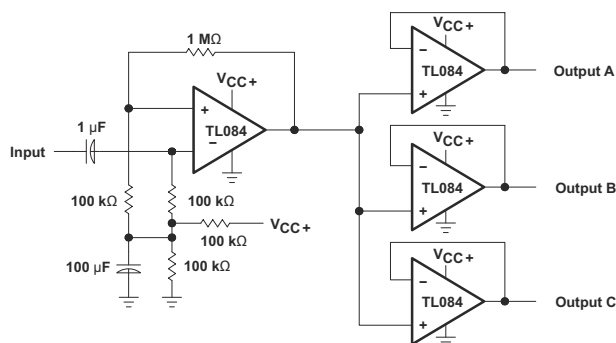 1 MΩ
VCC+
+
TL084
−
1 μF
Input
100 kΩ
100 kΩ
100 kΩ
VCC+
100 μF
100 kΩ
VCC+
−
TL084
+
Output A
VCC+
−
TL084
+
Output B
VCC+
−
TL084
+
Output C